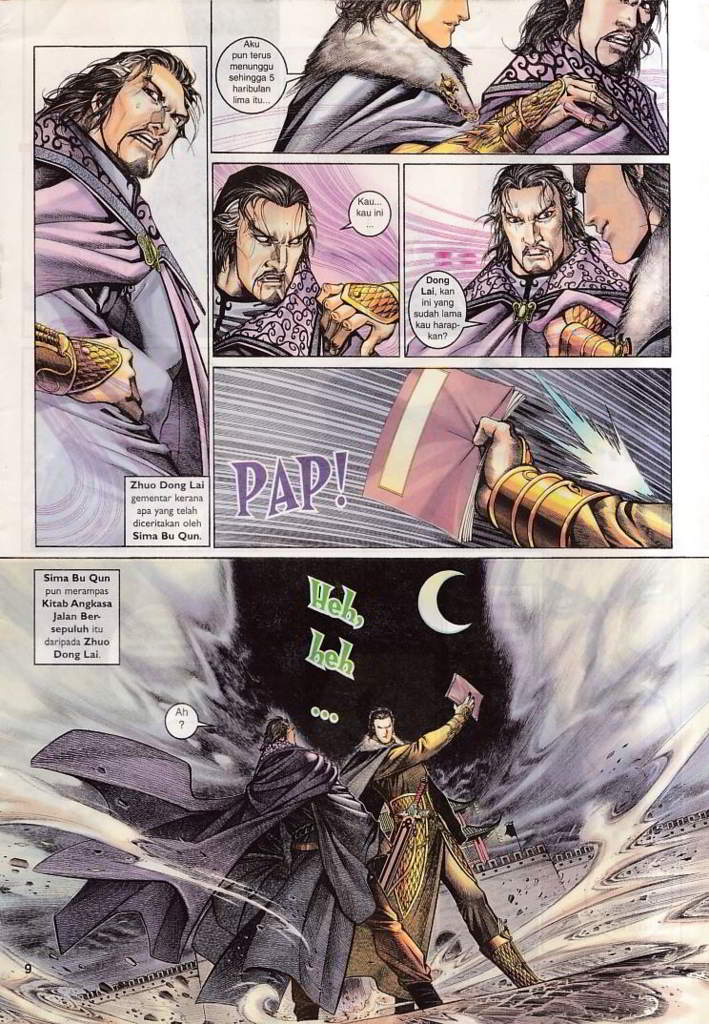 Aku
pun terus
menunggu
sehingga 5
haribulan
lima itu...
Kau...
kau ini
...
Dong
Lai, kan
ini yang
sudah lama
kau harap-
kan?
Zhuo Dong Lai
gementar kerana
apa yang telah
diceritakan oleh
Sima Bu Qun.
PAP!
Sima Bu Qun
pun merampas
Kitab Angkasa
Jalan Ber-
sepuluh itu
daripada Zhuo
Dong Lai.
Heh,
heh
...
Ah
?
9